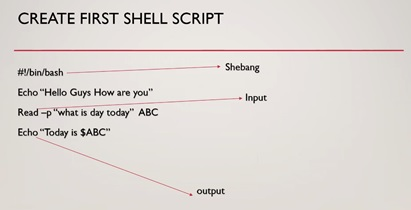 CREATE FIRST SHELL SCRIPT
#!/bin/bash
Shebang
Echo “Hello Guys How are you”
Input
Read –p “what is day today”  ABC
Echo “Today is $ABC”
output